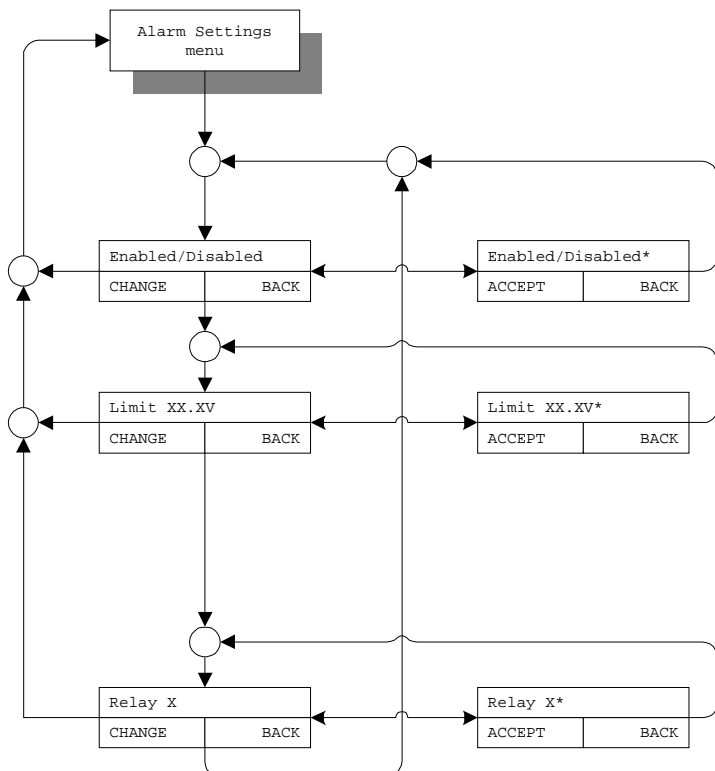 Alarm Settings
menu
Enabled/Disabled
CHANGE BACK
Enabled/Disabled*
ACCEPT BACK
Limit XX.XV
CHANGE BACK
Limit XX.XV*
ACCEPT BACK
Relay X
CHANGE BACK
Relay X*
ACCEPT BACK